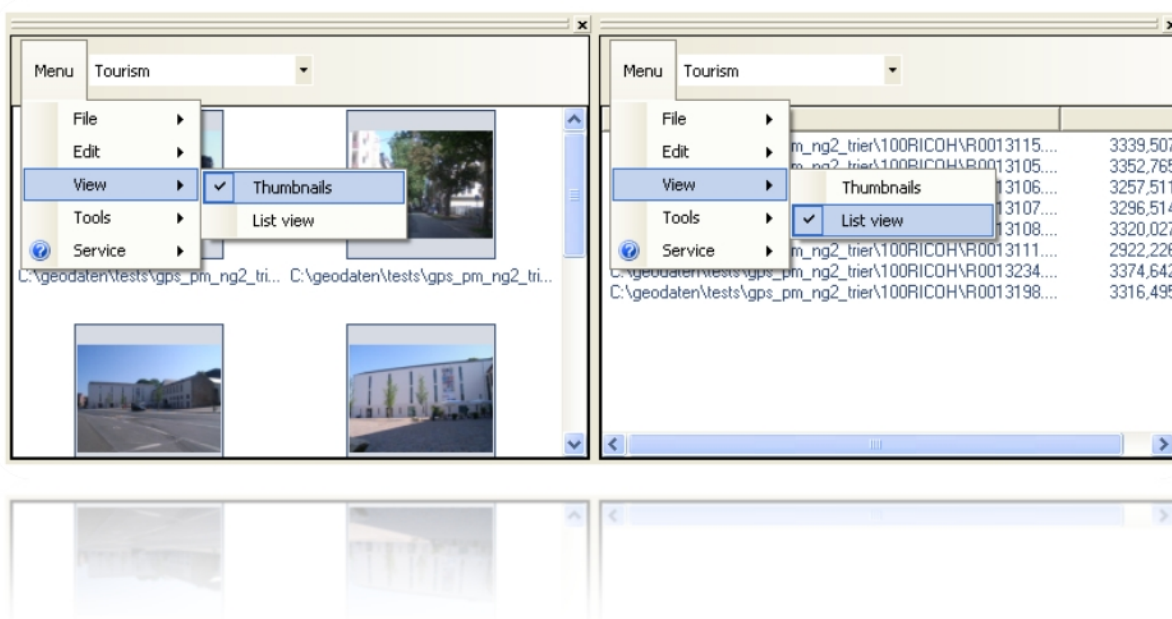 Menu Tourism
File
Edit
View
Thumbnails
Tools
List view
Service
C:\geodaten\tests\gps_pm_ng2_tri... C:\geodaten\tests\gps_pm_ng2_tri...
Menu Tourism
File
m_ng2_trier\100RICOH\R0013115.... 3339,507
Edit
m_ng2_trier\100RICOH\R0013105.... 3352,765
View
Thumbnails
13106.... 3257,511
13107.... 3296,514
Tools
List view
13108.... 3320,027
Service
m_ng2_trier\100RICOH\R0013111.... 2922,226
C:\geodaten\tests\gps_pm_ng2_trier\100RICOH\R0013234.... 3374,642
C:\geodaten\tests\gps_pm_ng2_trier\100RICOH\R0013198.... 3316,495